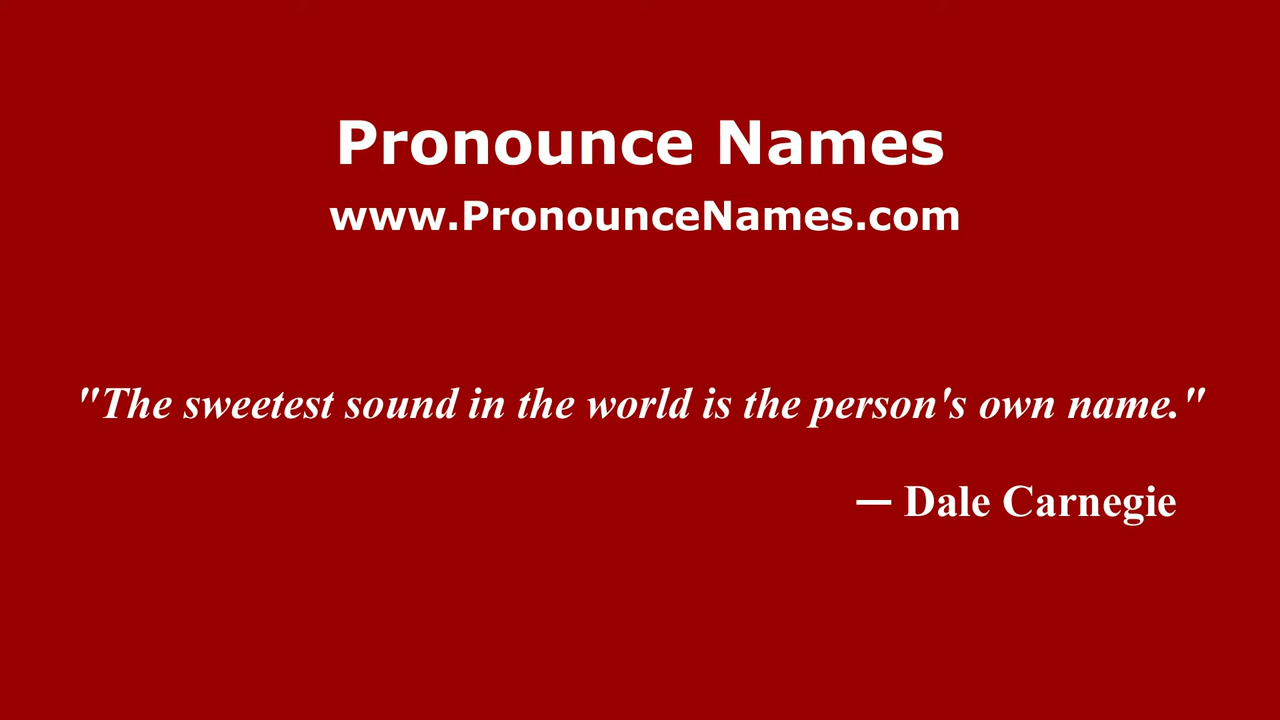 Pronounce Names
www.PronounceNames.com
"The sweetest sound in the world is the person's own name."
— Dale Carnegie